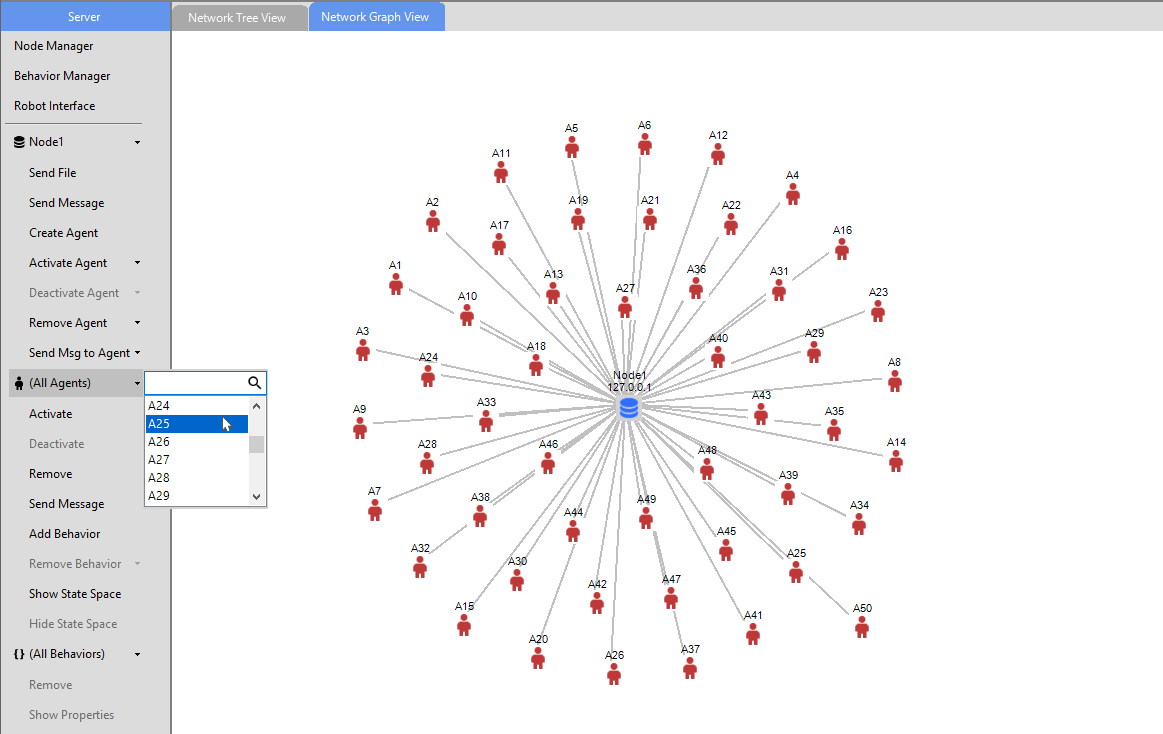 Server
Network Tree View
Network Graph View
Node Manager
Behavior Manager
Robot Interface
Node1
Send File
Send Message
Create Agent
Activate Agent
Deactivate Agent
Remove Agent
Send Msg to Agent
(All Agents)
A24
A25
A26
A27
A28
A29
Activate
Deactivate
Remove
Send Message
Add Behavior
Remove Behavior
Show State Space
Hide State Space
{} (All Behaviors)
Remove
Show Properties
A6
A5
A12
A11
A4
A19
A21
A2
A22
A17
A16
A1
A36
A31
A13
A27
A23
A10
A3
A29
A40
A18
A24
A8
Node1
127.0.0.1
A43
A33
A9
A35
A28
A46
A14
A48
A39
A7
A38
A49
A34
A44
A45
A32
A25
A30
A47
A42
A15
A50
A41
A20
A37
A26